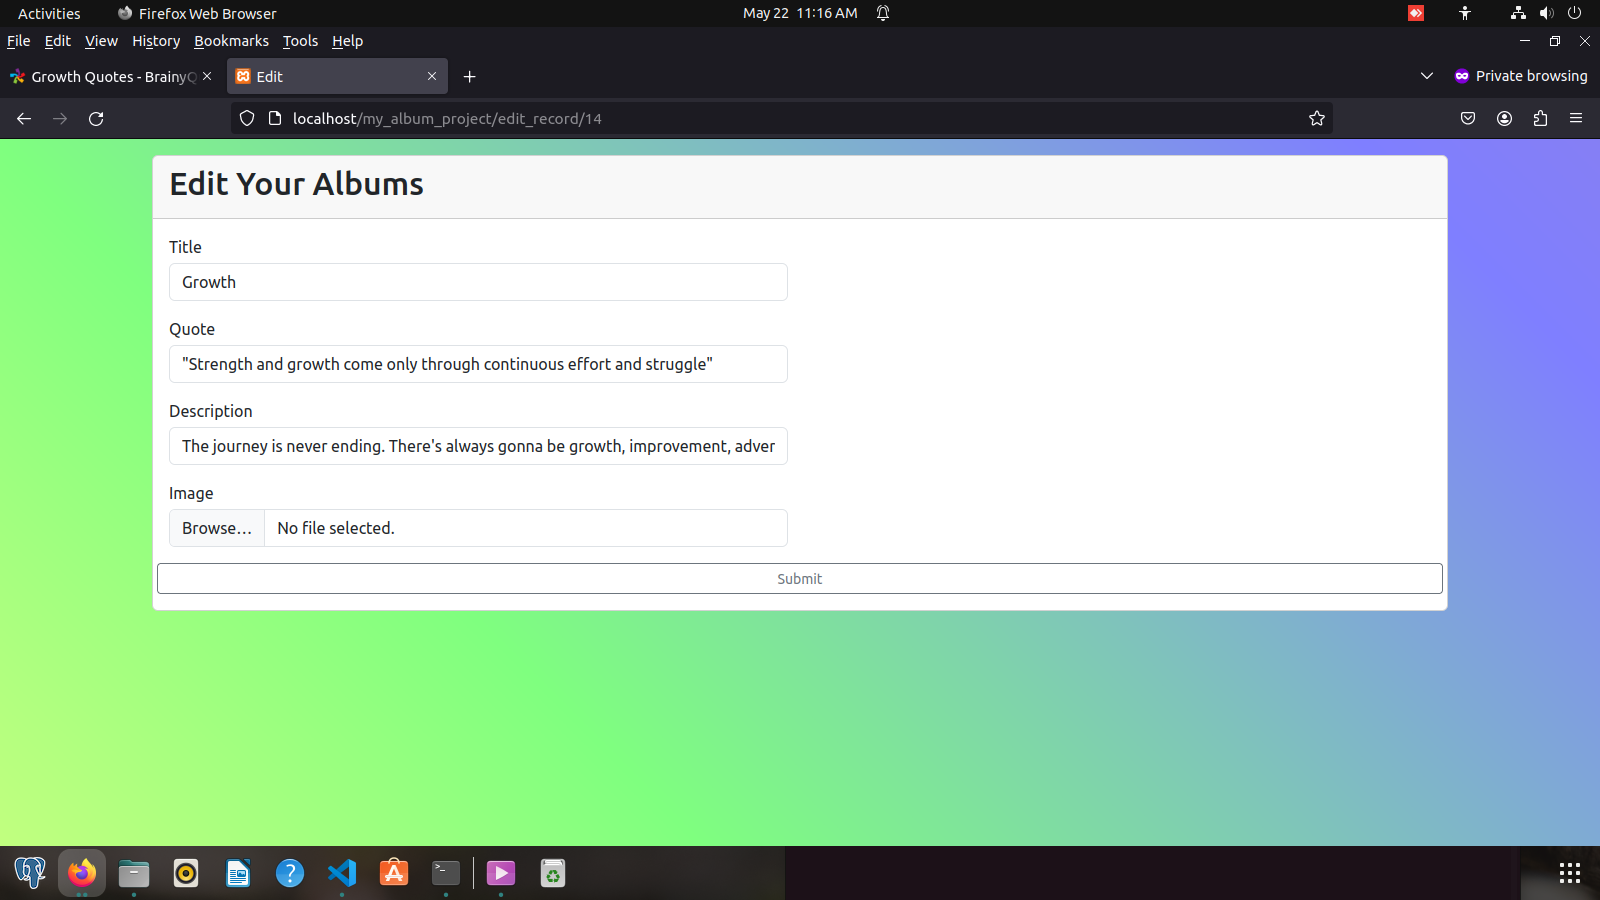 Activities Firefox Web Browser May 22 11:16 AM
File Edit View History Bookmarks Tools Help
Growth Quotes - BrainyQ Edit Private browsing
localhost/my_album_project/edit_record/14
Edit Your Albums
Title
Growth
Quote
"Strength and growth come only through continuous effort and struggle"
Description
The journey is never ending. There's always gonna be growth, improvement, adver
Image
Browse… No file selected.
Submit